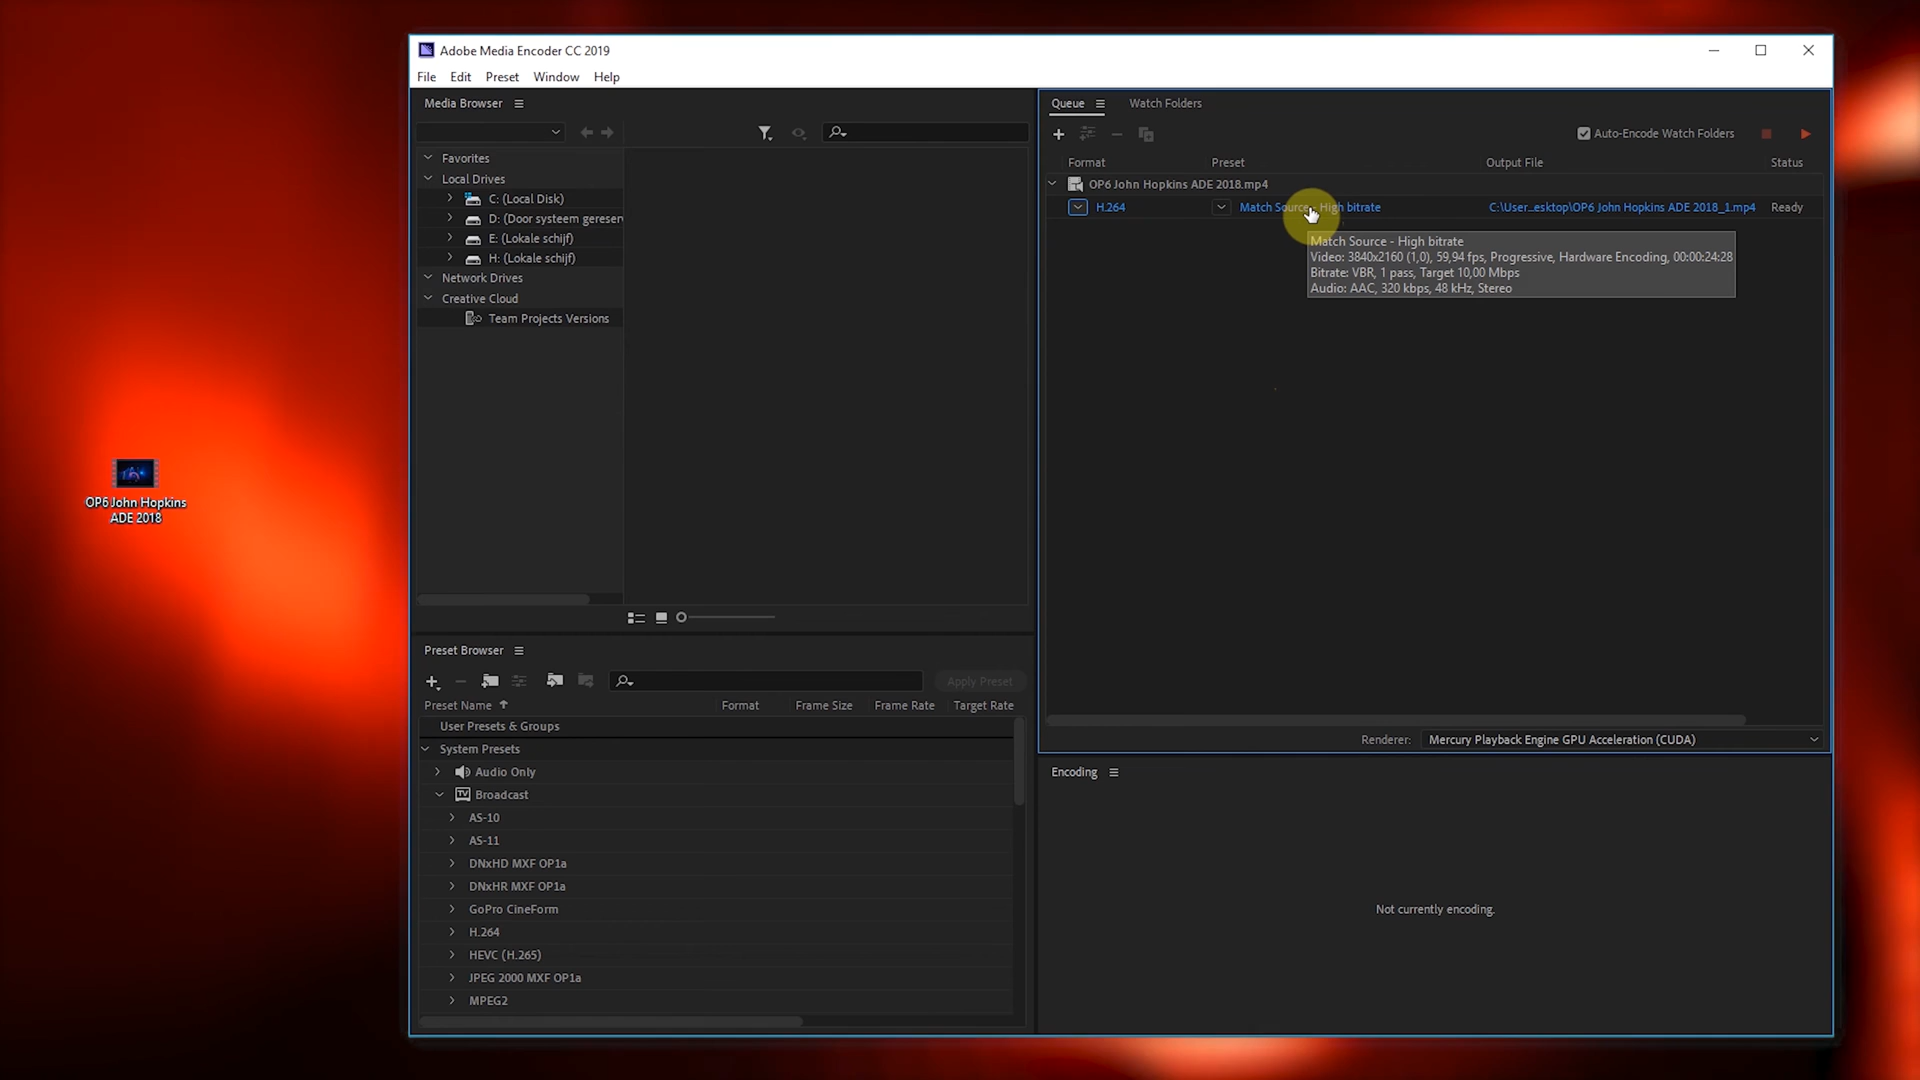 Adobe Media Encoder CC 2019
File Edit Preset Window Help
Media Browser
Favorites
Local Drives
C: (Local Disk)
D: (Door systeem gereser
E: (Lokale schijf)
H: (Lokale schijf)
Network Drives
Creative Cloud
Team Projects Versions
Queue Watch Folders
Auto-Encode Watch Folders
Format Preset Output File Status
OP6 John Hopkins ADE 2018.mp4
H.264 Match Source - High bitrate C:\User...esktop\OP6 John Hopkins ADE 2018_1.mp4 Ready
Match Source - High bitrate
Video: 3840x2160 (1,0), 59,94 fps, Progressive, Hardware Encoding, 00:00:24:28
Bitrate: VBR, 1 pass, Target 10,00 Mbps
Audio: AAC, 320 kbps, 48 kHz, Stereo
OP6 John Hopkins
ADE 2018
Preset Browser
Apply Preset
Preset Name Format Frame Size Frame Rate Target Rate
User Presets & Groups
System Presets
Audio Only
TV Broadcast
AS-10
AS-11
DNxHD MXF OP1a
DNxHR MXF OP1a
GoPro CineForm
H.264
HEVC (H.265)
JPEG 2000 MXF OP1a
MPEG2
Renderer: Mercury Playback Engine GPU Acceleration (CUDA)
Encoding
Not currently encoding.